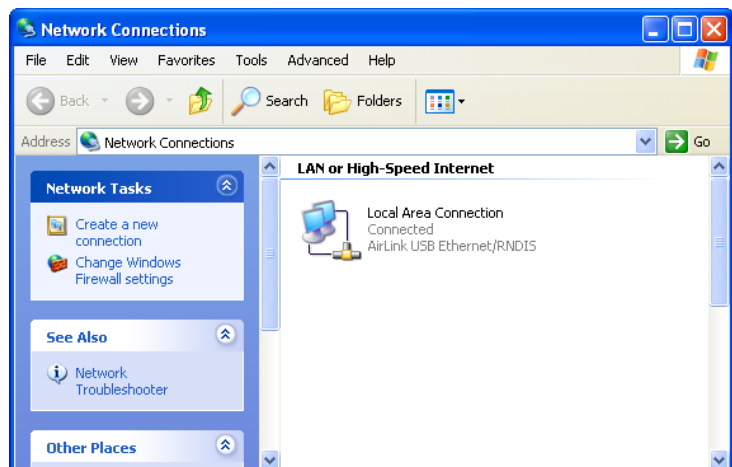 Network Connections
File Edit View Favorites Tools Advanced Help
Back Search Folders
Address Network Connections Go
Network Tasks
Create a new
connection
Change Windows
Firewall settings
See Also
Network
Troubleshooter
Other Places
LAN or High-Speed Internet
Local Area Connection
Connected
AirLink USB Ethernet/RNDIS